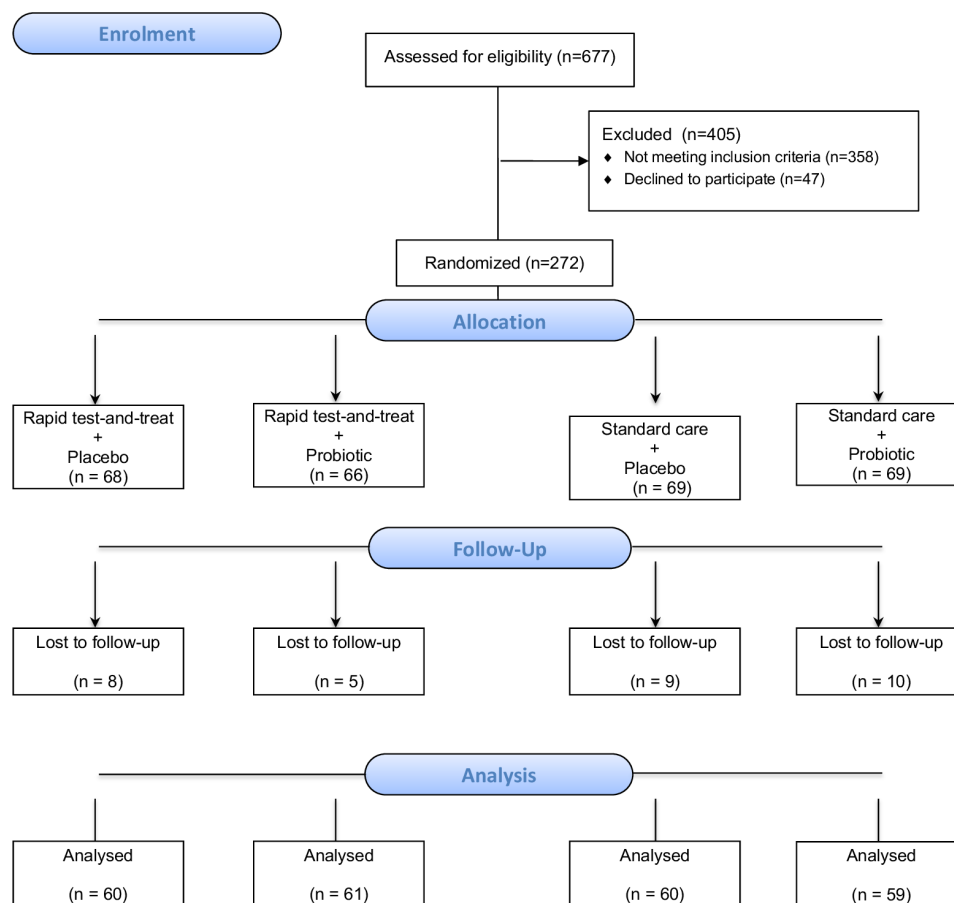 Enrolment
Assessed for eligibility (n=677)
Excluded (n=405)
♦ Not meeting inclusion criteria (n=358)
♦ Declined to participate (n=47)
Randomized (n=272)
Allocation
Rapid test-and-treat
+
Placebo
(n = 68)
Rapid test-and-treat
+
Probiotic
(n = 66)
Standard care
+
Placebo
(n = 69)
Standard care
+
Probiotic
(n = 69)
Follow-Up
Lost to follow-up
(n = 8)
Lost to follow-up
(n = 5)
Lost to follow-up
(n = 9)
Lost to follow-up
(n = 10)
Analysis
Analysed
(n = 60)
Analysed
(n = 61)
Analysed
(n = 60)
Analysed
(n = 59)